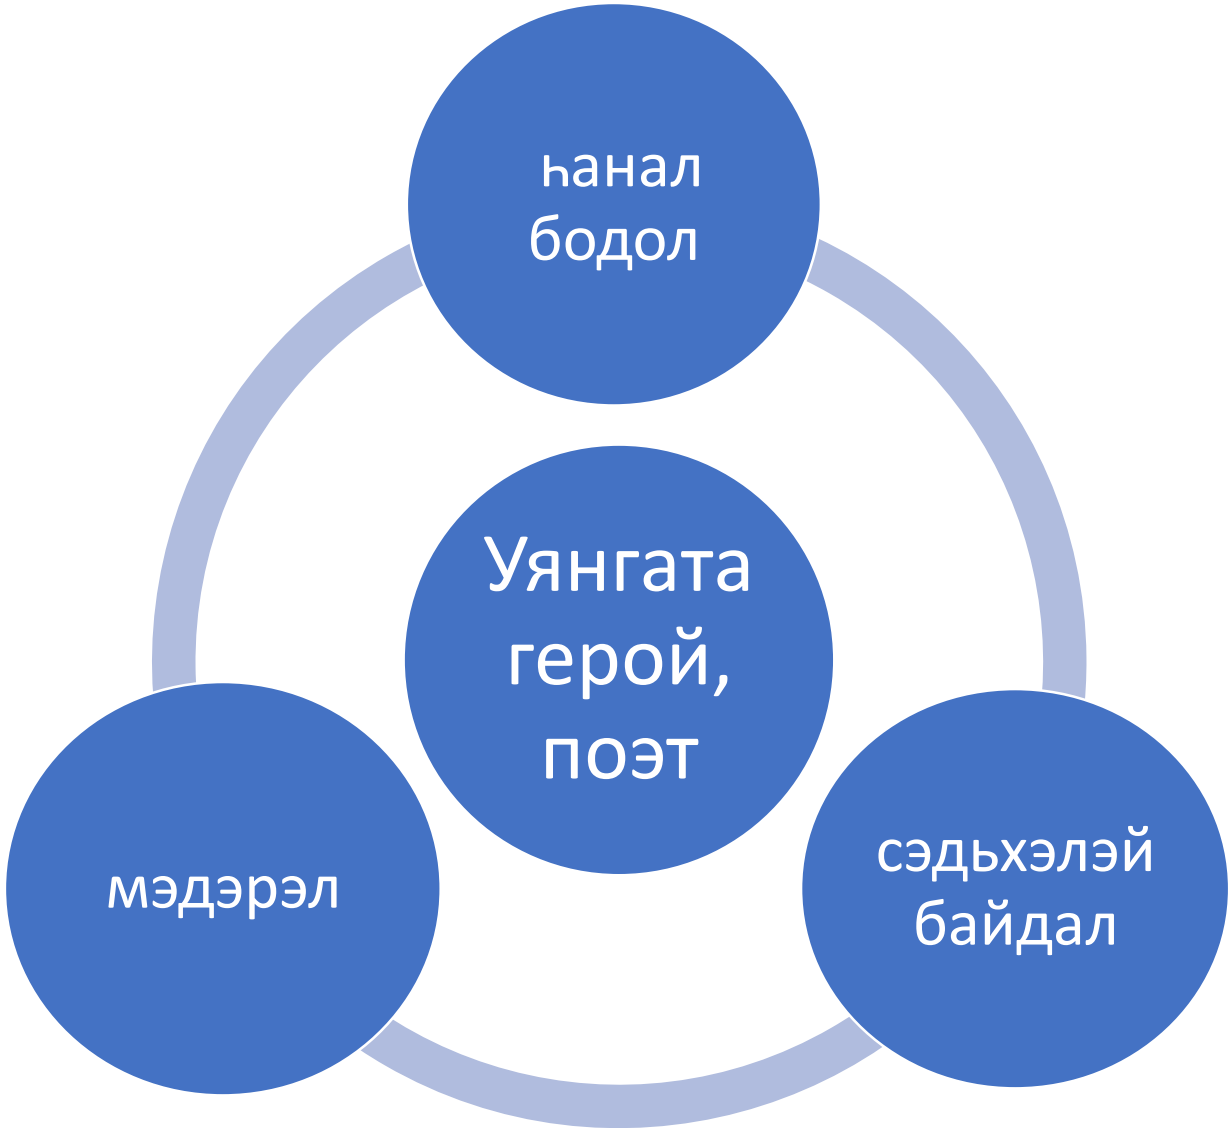 һанал
бодол
Уянгата
герой,
поэт
мэдэрэл
сэдьхэлэй
байдал